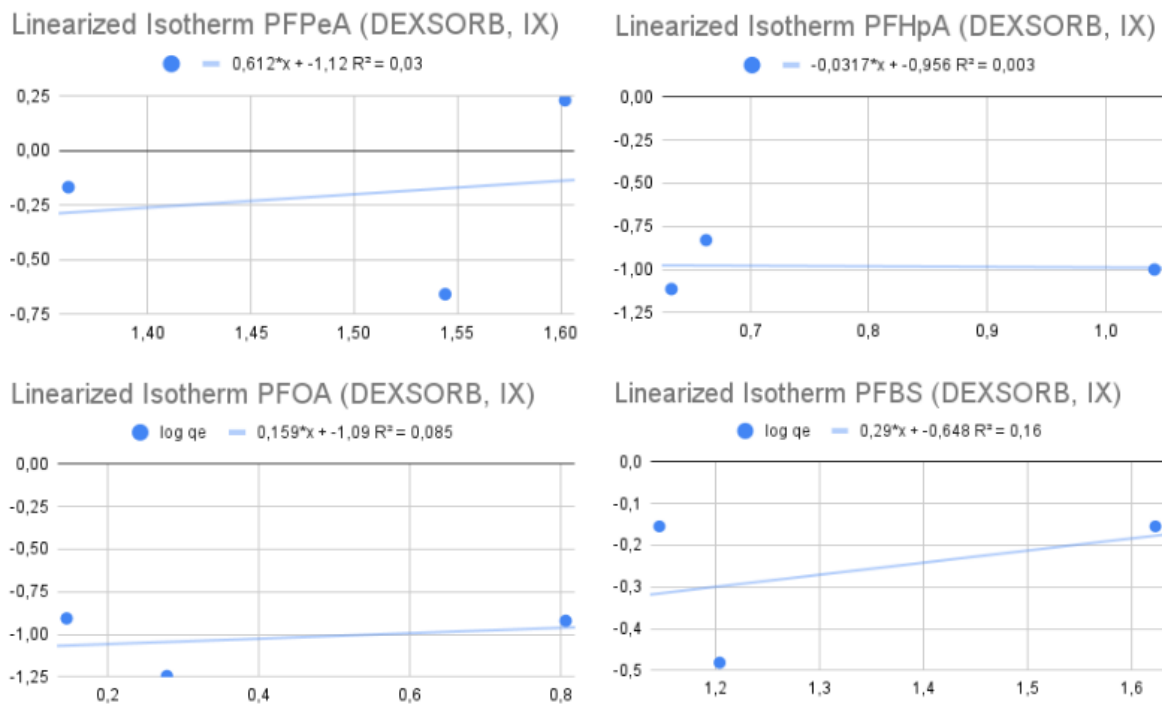 Linearized Isotherm PFPeA (DEXSORB, IX)
0,612*x + -1,12 R² = 0,03
0,25
0,00
-0,25
-0,50
-0,75
1,40 1,45 1,50 1,55 1,60
Linearized Isotherm PFHpA (DEXSORB, IX)
-0,0317*x + -0,956 R² = 0,003
0,00
-0,25
-0,50
-0,75
-1,00
-1,25
0,7 0,8 0,9 1,0
Linearized Isotherm PFOA (DEXSORB, IX)
log qe 0,159*x + -1,09 R² = 0,085
0,00
-0,25
-0,50
-0,75
-1,00
-1,25
0,2 0,4 0,6 0,8
Linearized Isotherm PFBS (DEXSORB, IX)
log qe 0,29*x + -0,648 R² = 0,16
0,0
-0,1
-0,2
-0,3
-0,4
-0,5
1,2 1,3 1,4 1,5 1,6